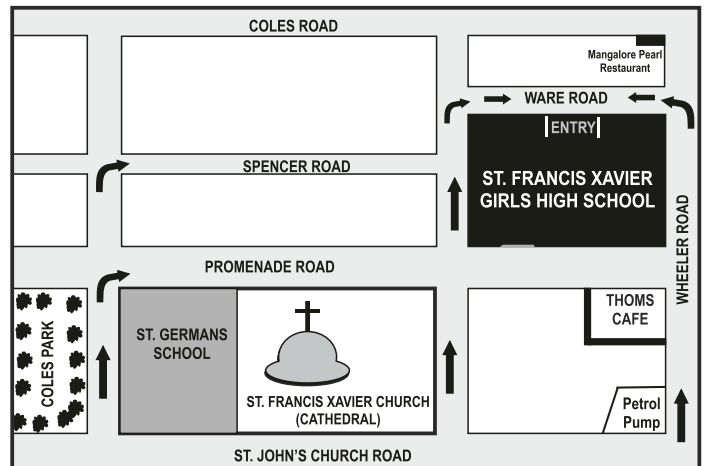 COLES ROAD
Mangalore Pearl
Restaurant
WARE ROAD
ENTRY
SPENCER ROAD
ST. FRANCIS XAVIER
GIRLS HIGH SCHOOL
WHEELER ROAD
PROMENADE ROAD
COLES PARK
ST. GERMANS
SCHOOL
THOMS
CAFE
ST. FRANCIS XAVIER CHURCH
(CATHEDRAL)
Petrol
Pump
ST. JOHN'S CHURCH ROAD